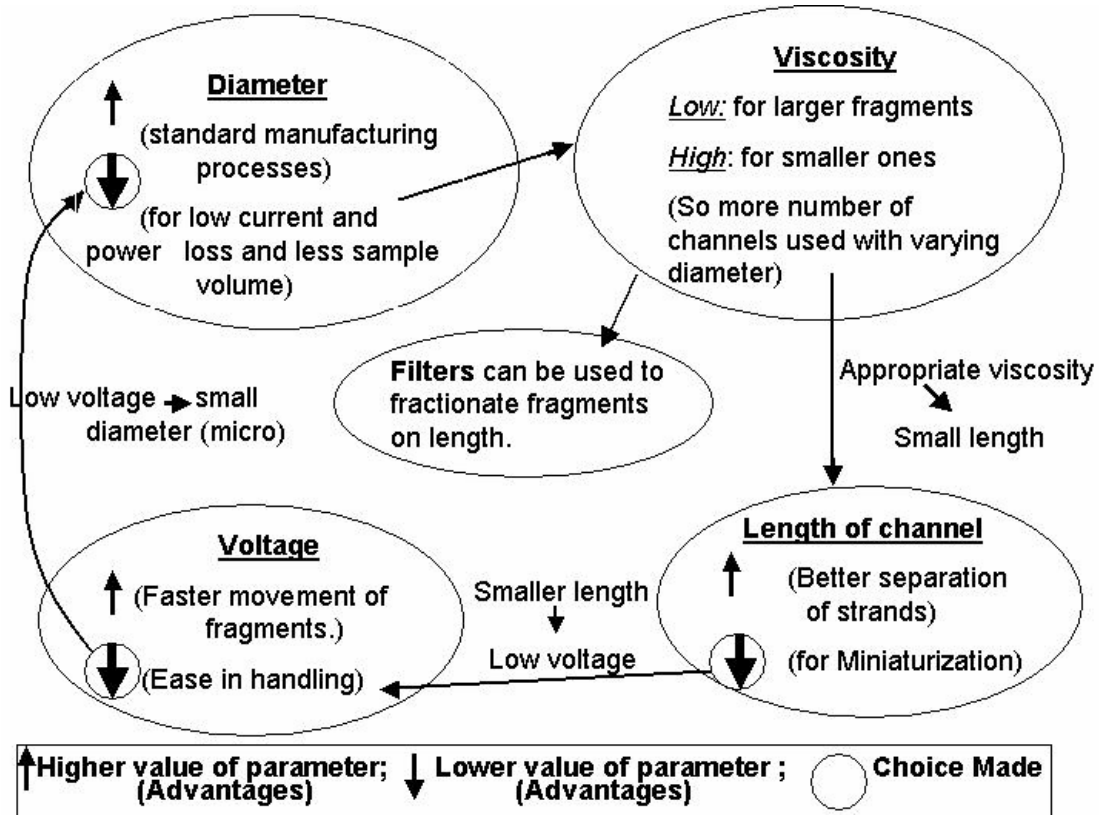 Diameter
(standard manufacturing
processes)
(for low current and
power loss and less sample
volume)
Viscosity
Low: for larger fragments
High: for smaller ones
(So more number of
channels used with varying
diameter)
Filters can be used to
fractionate fragments
on length.
Appropriate viscosity
Small length
Low voltage small
diameter (micro)
Voltage
(Faster movement of
fragments.)
(Ease in handling)
Smaller length
Low voltage
Length of channel
(Better separation
of strands)
(for Miniaturization)
Higher value of parameter;
(Advantages)
Lower value of parameter ;
(Advantages)
Choice Made